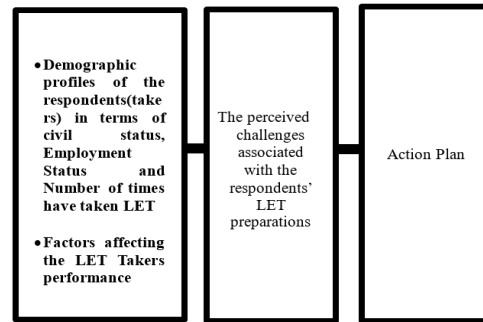 • Demographic
profiles of the
respondents(take
rs) in terms of
civil status,
Employment
Status and
Number of times
have taken LET
• Factors affecting
the LET Takers
performance
The perceived
challenges
associated
with the
respondents’
LET
preparations
Action Plan